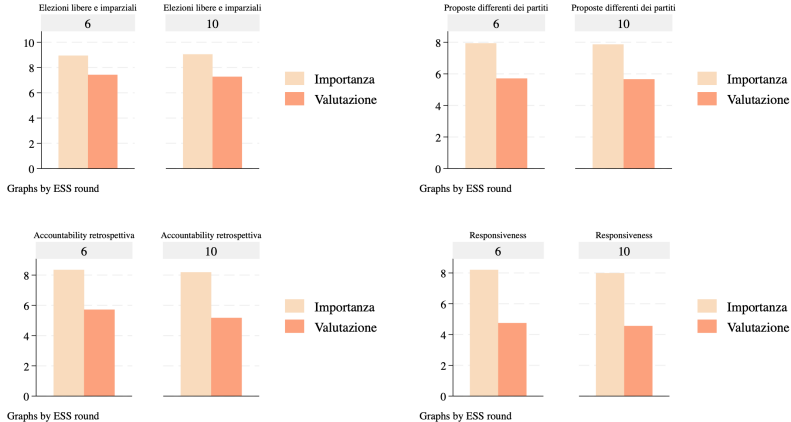 Elezioni libere e imparziali Elezioni libere e imparziali
6 10
10
8
6
4
2
0
Importanza
Valutazione
Graphs by ESS round
Proposte differenti dei partiti Proposte differenti dei partiti
6 10
8
6
4
2
0
Importanza
Valutazione
Graphs by ESS round
Accountability retrospettiva Accountability retrospettiva
6 10
8
6
4
2
0
Importanza
Valutazione
Graphs by ESS round
Responsiveness Responsiveness
6 10
8
6
4
2
0
Importanza
Valutazione
Graphs by ESS round